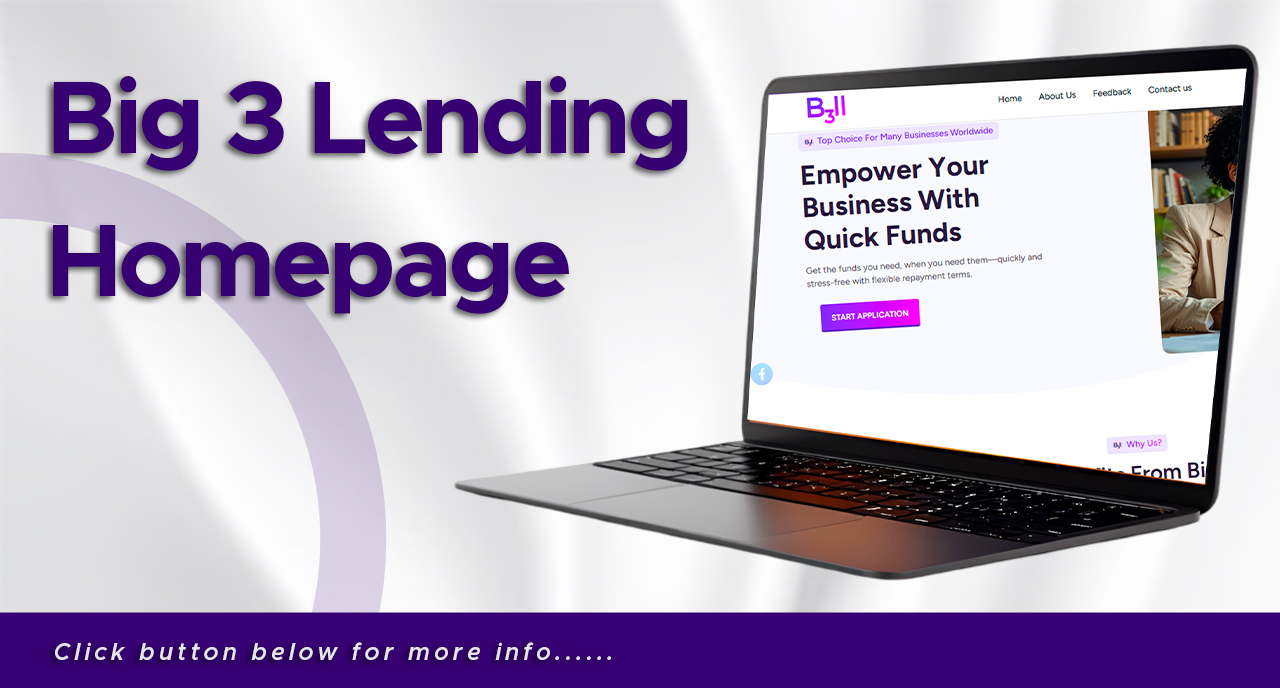 Big 3 Lending
Homepage
B3ll
Home About Us Feedback Contact us
Top Choice For Many Businesses Worldwide
Empower Your
Business With
Quick Funds
Get the funds you need, when you need them—quickly and
stress-free with flexible repayment terms.
START APPLICATION
Why Us?
From Bi
Click button below for more info......